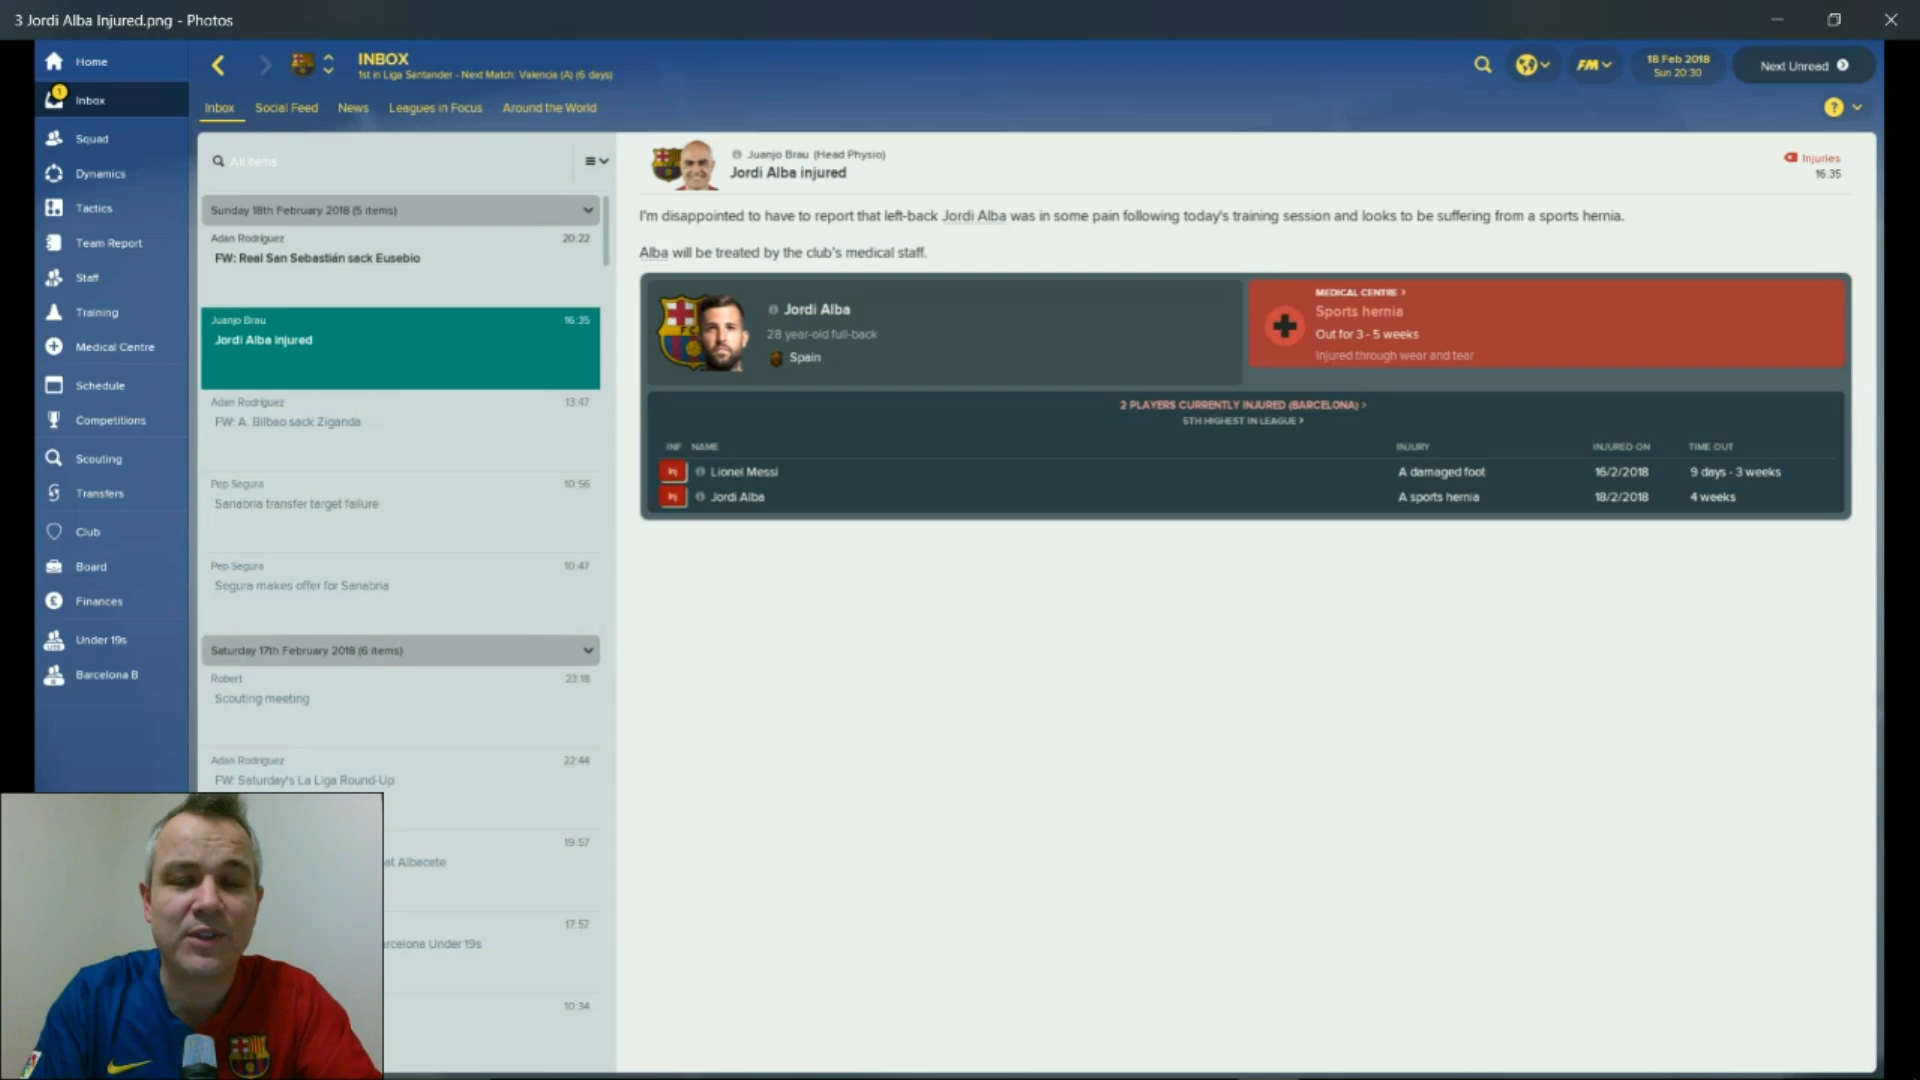 3 Jordi Alba Injured.png - Photos
Home
Inbox
Squad
Dynamics
Tactics
Team Report
Staff
Training
Medical Centre
Schedule
Competitions
Scouting
Transfers
Club
Board
Finances
Under 19s
Barcelona B
INBOX
1st in Liga Santander - Next Match: Valencia (A) (6 days)
FM
18 Feb 2018
Sun 20:30
Next Unread
Inbox Social Feed News Leagues in Focus Around the World
?
All items
Sunday 18th February 2018 (5 items)
Adan Rodríguez 20:22
FW: Real San Sebastián sack Eusebio
Juanjo Brau 16:35
Jordi Alba injured
Adan Rodríguez 13:47
FW: A. Bilbao sack Ziganda
Pep Segura 10:56
Sanabria transfer target failure
Pep Segura 10:47
Segura makes offer for Sanabria
Saturday 17th February 2018 (6 items)
Robert 23:18
Scouting meeting
Adan Rodríguez 22:44
FW: Saturday's La Liga Round-Up
19:57
at Albacete
17:57
arcelona Under 19s
10:34
Juanjo Brau (Head Physio)
Jordi Alba injured
Injuries
16:35
I'm disappointed to have to report that left-back Jordi Alba was in some pain following today's training session and looks to be suffering from a sports hernia.
Alba will be treated by the club's medical staff.
Jordi Alba
28 year-old full-back
Spain
MEDICAL CENTRE >
Sports hernia
Out for 3 - 5 weeks
Injured through wear and tear
2 PLAYERS CURRENTLY INJURED (BARCELONA) >
5TH HIGHEST IN LEAGUE >
INF NAME INJURY INJURED ON TIME OUT
Inj Lionel Messi A damaged foot 16/2/2018 9 days - 3 weeks
Inj Jordi Alba A sports hernia 18/2/2018 4 weeks